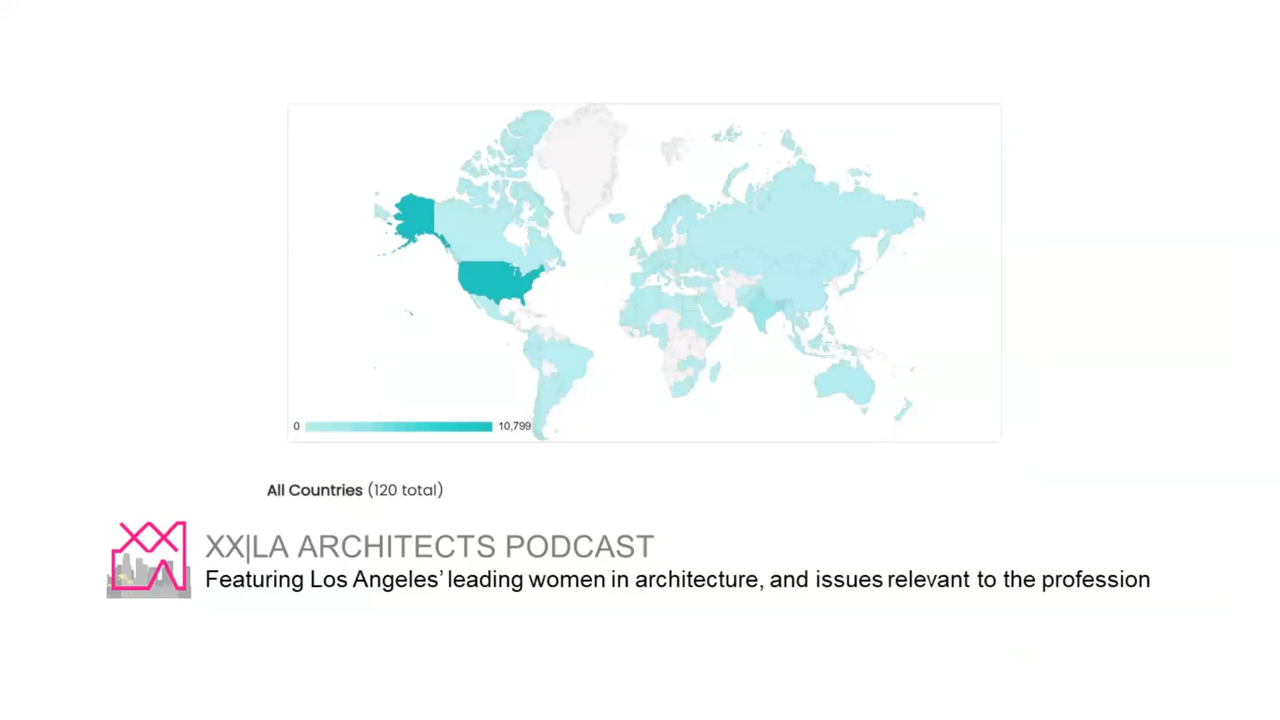 0
10,799
All Countries (120 total)
XX|LA ARCHITECTS PODCAST
Featuring Los Angeles’ leading women in architecture, and issues relevant to the profession